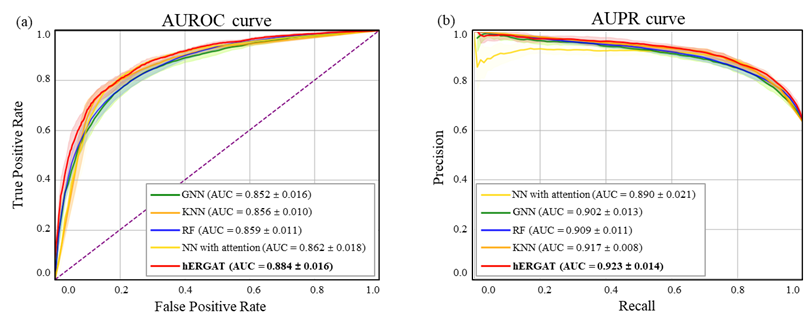 (a)
AUROC curve
True Positive Rate
1.0
0.8
0.6
0.4
0.2
0.0
GNN (AUC = 0.852 ± 0.016)
KNN (AUC = 0.856 ± 0.010)
RF (AUC = 0.859 ± 0.011)
NN with attention (AUC = 0.862 ± 0.018)
hERGAT (AUC = 0.884 ± 0.016)
0.0 0.2 0.4 0.6 0.8 1.0
False Positive Rate
(b)
AUPR curve
Precision
1.0
0.8
0.6
0.4
0.2
0.0
NN with attention (AUC = 0.890 ± 0.021)
GNN (AUC = 0.902 ± 0.013)
RF (AUC = 0.909 ± 0.011)
KNN (AUC = 0.917 ± 0.008)
hERGAT (AUC = 0.923 ± 0.014)
0.0 0.2 0.4 0.6 0.8 1.0
Recall